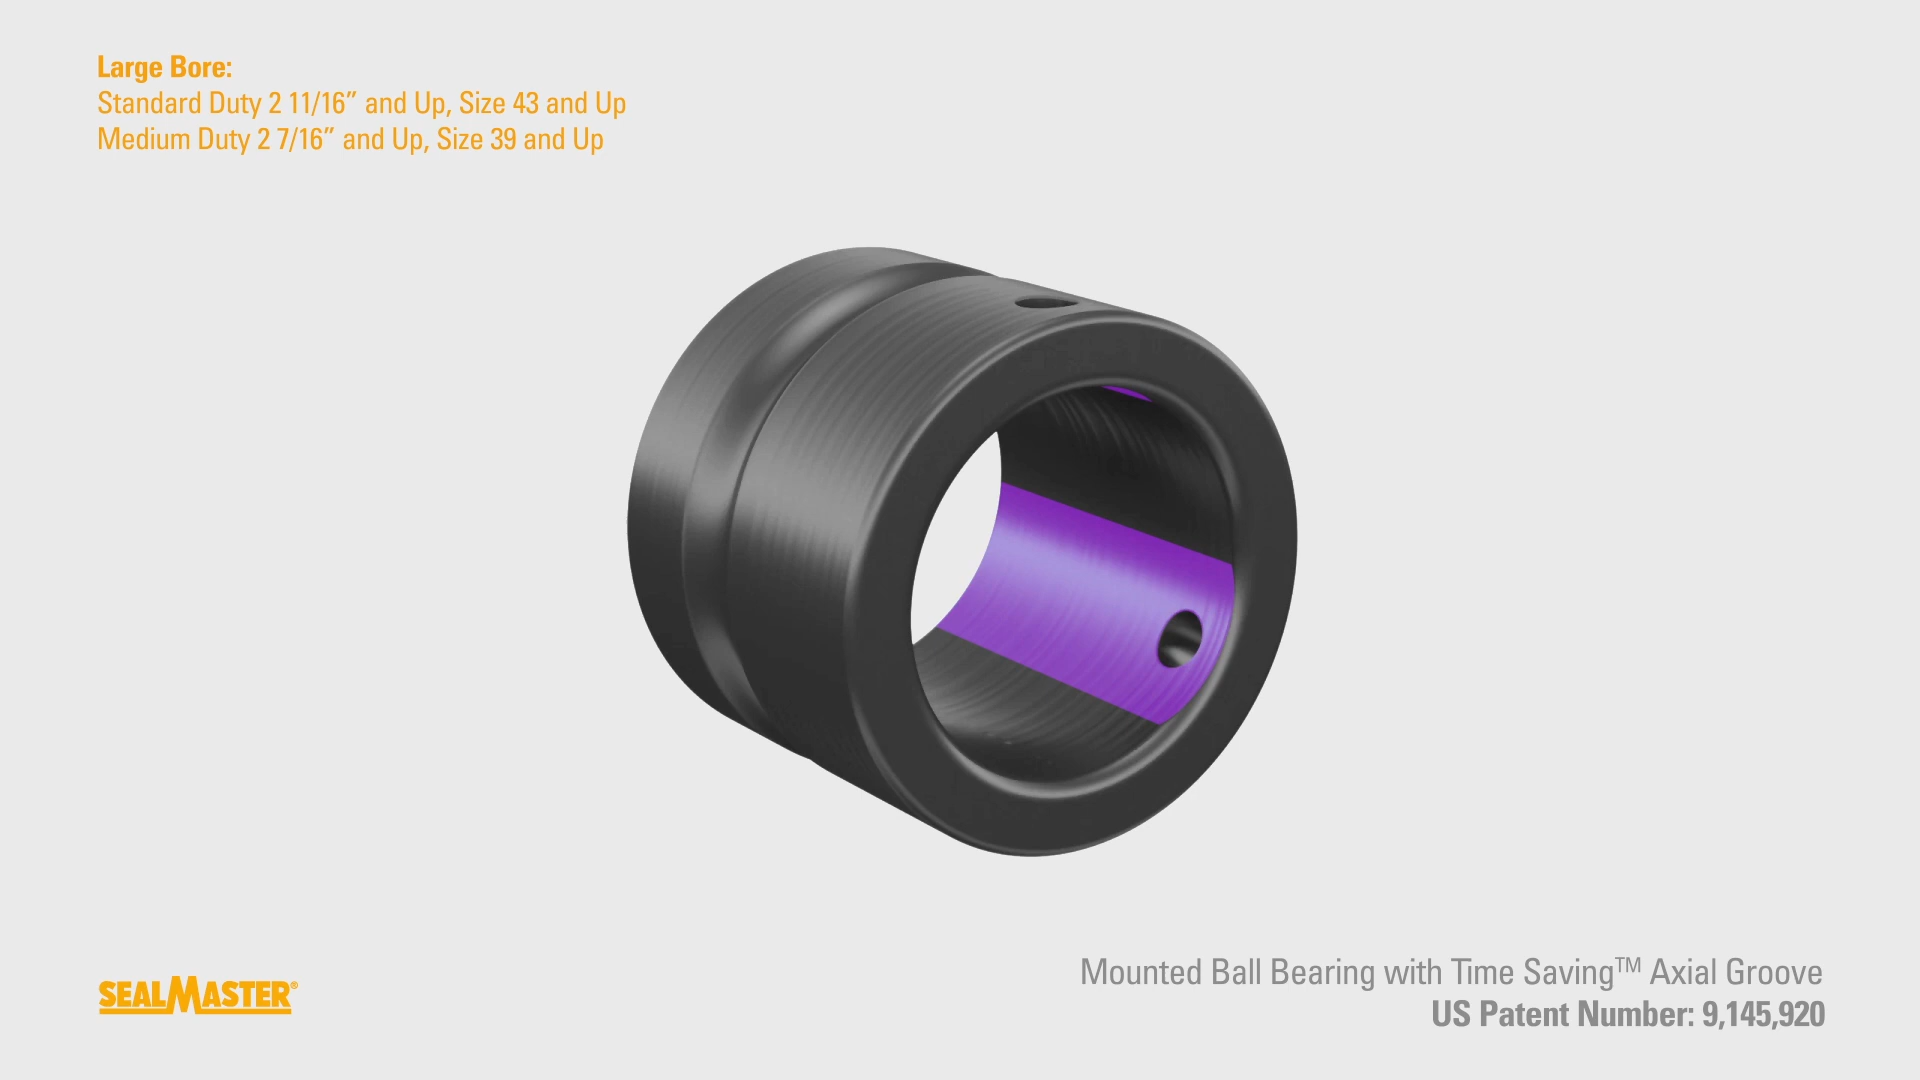 Large Bore:
Standard Duty 2 11/16” and Up, Size 43 and Up
Medium Duty 2 7/16” and Up, Size 39 and Up
SEALMASTER®
Mounted Ball Bearing with Time Saving™ Axial Groove
US Patent Number: 9,145,920